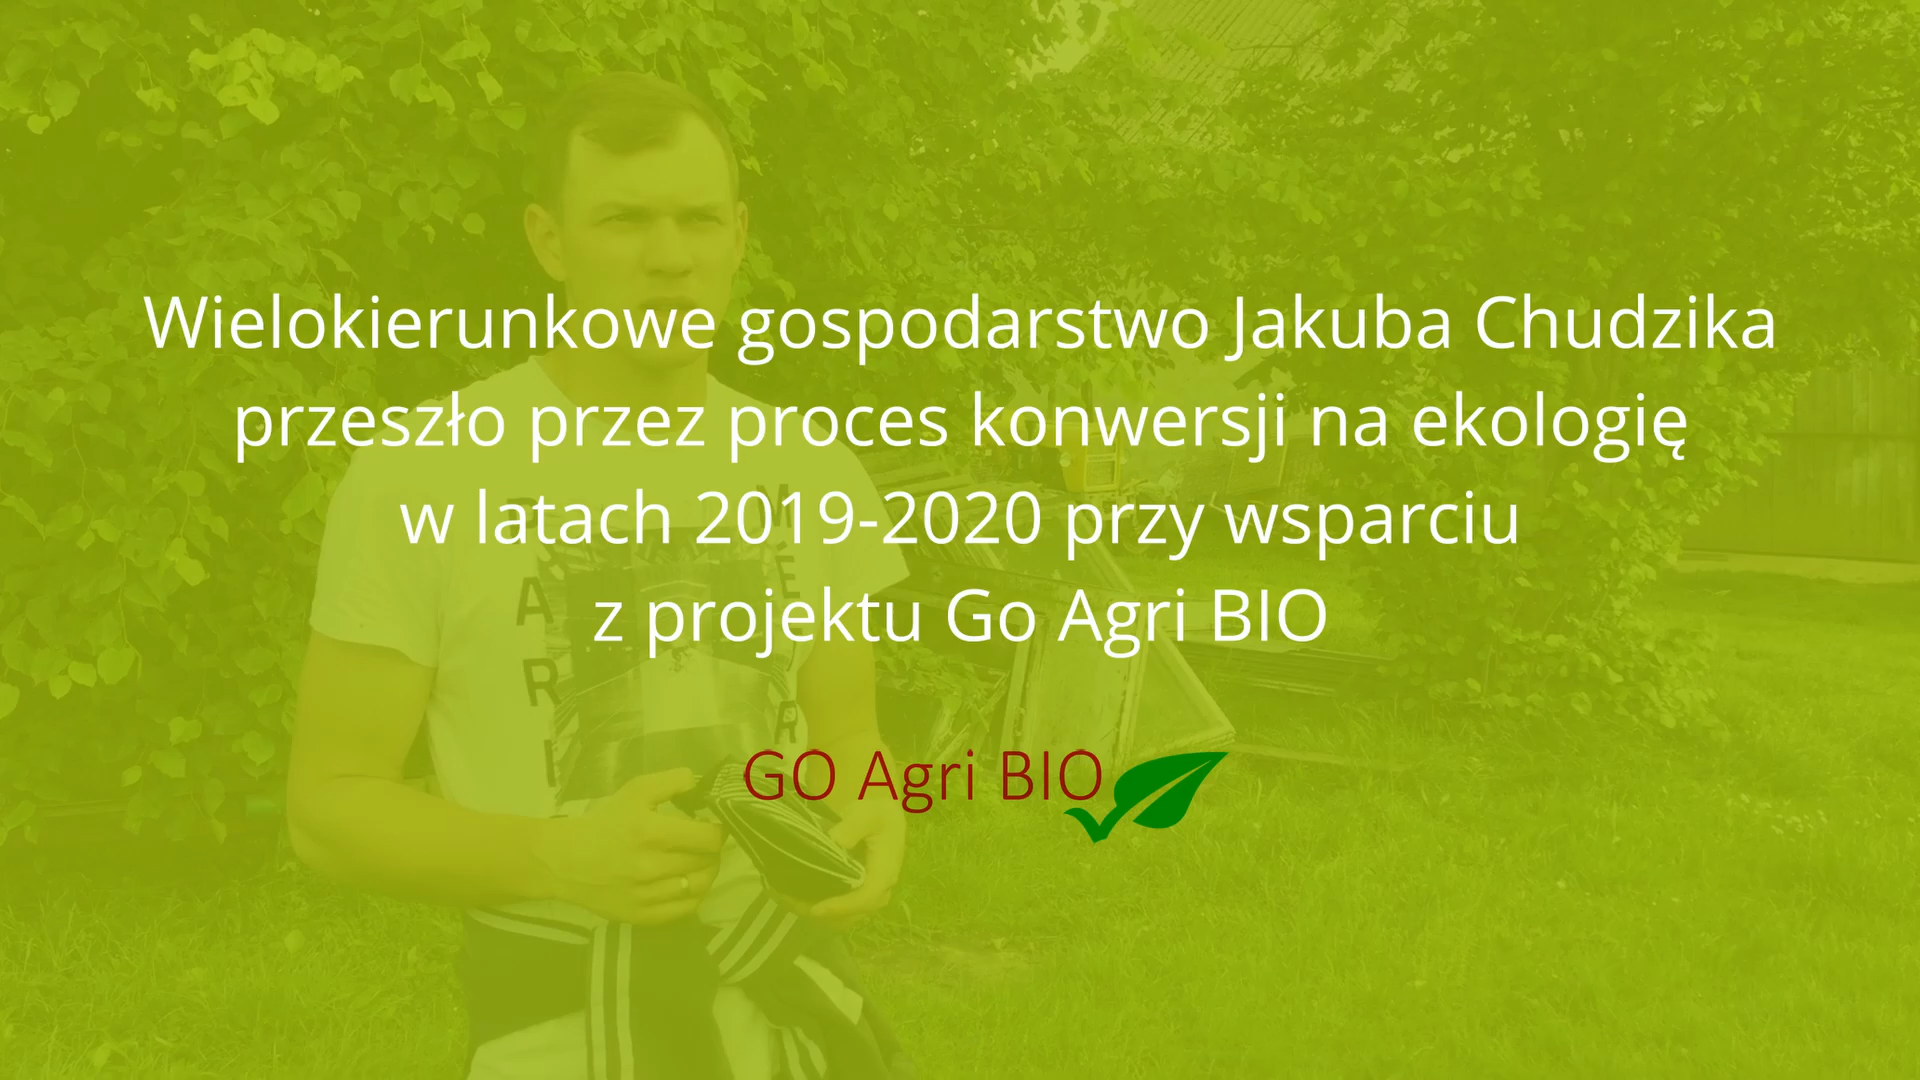 Wielokierunkowe gospodarstwo Jakuba Chudzika
przeszło przez proces konwersji na ekologię
w latach 2019-2020 przy wsparciu
z projektu Go Agri BIO
GO Agri BIO